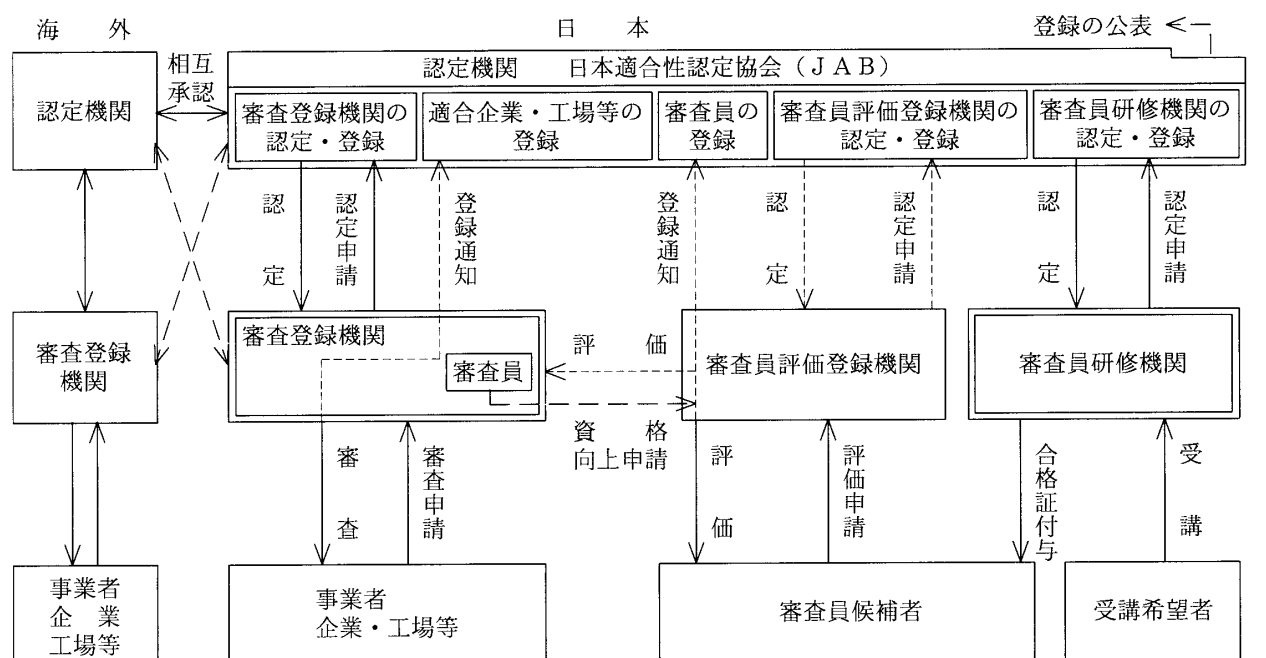 海　外
日　本
登録の公表
認定機関　日本適合性認定協会（ＪＡＢ）
相互
承認
認定機関
審査登録機関の
認定・登録
適合企業・工場等の
登録
審査員の
登録
審査員評価登録機関の
認定・登録
審査員研修機関の
認定・登録
認　定
認定申請
登録通知
登録通知
認　定
認定申請
認　定
認定申請
審査登録
機関
審査登録機関
審査員
評　価
資　格
向上申請
審査員評価登録機関
審査員研修機関
審　査
審査申請
評　価
評価申請
合格証付与
受　講
事業者
企　業
工場等
事業者
企業・工場等
審査員候補者
受講希望者